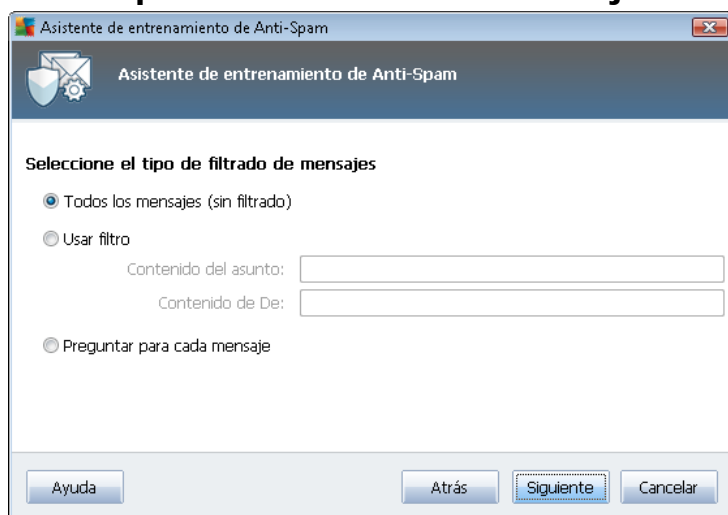 Asistente de entrenamiento de Anti-Spam
Asistente de entrenamiento de Anti-Spam
Seleccione el tipo de filtrado de mensajes
Todos los mensajes (sin filtrado)
Usar filtro
Contenido del asunto:
Contenido de De:
Preguntar para cada mensaje
Ayuda
Atrás
Siguiente
Cancelar